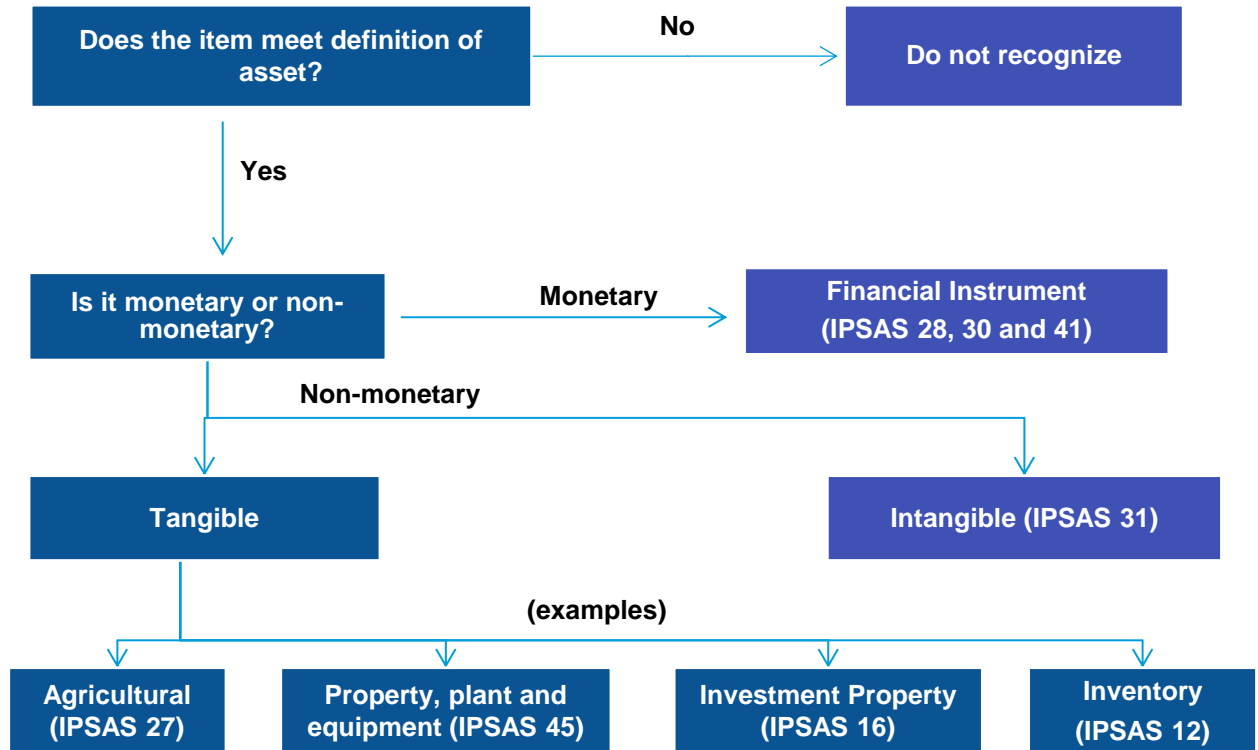 Does the item meet definition of
asset?
No
Do not recognize
Yes
Is it monetary or non-
monetary?
Monetary
Financial Instrument
(IPSAS 28, 30 and 41)
Non-monetary
Tangible
Intangible (IPSAS 31)
(examples)
Agricultural
(IPSAS 27)
Property, plant and
equipment (IPSAS 45)
Investment Property
(IPSAS 16)
Inventory
(IPSAS 12)